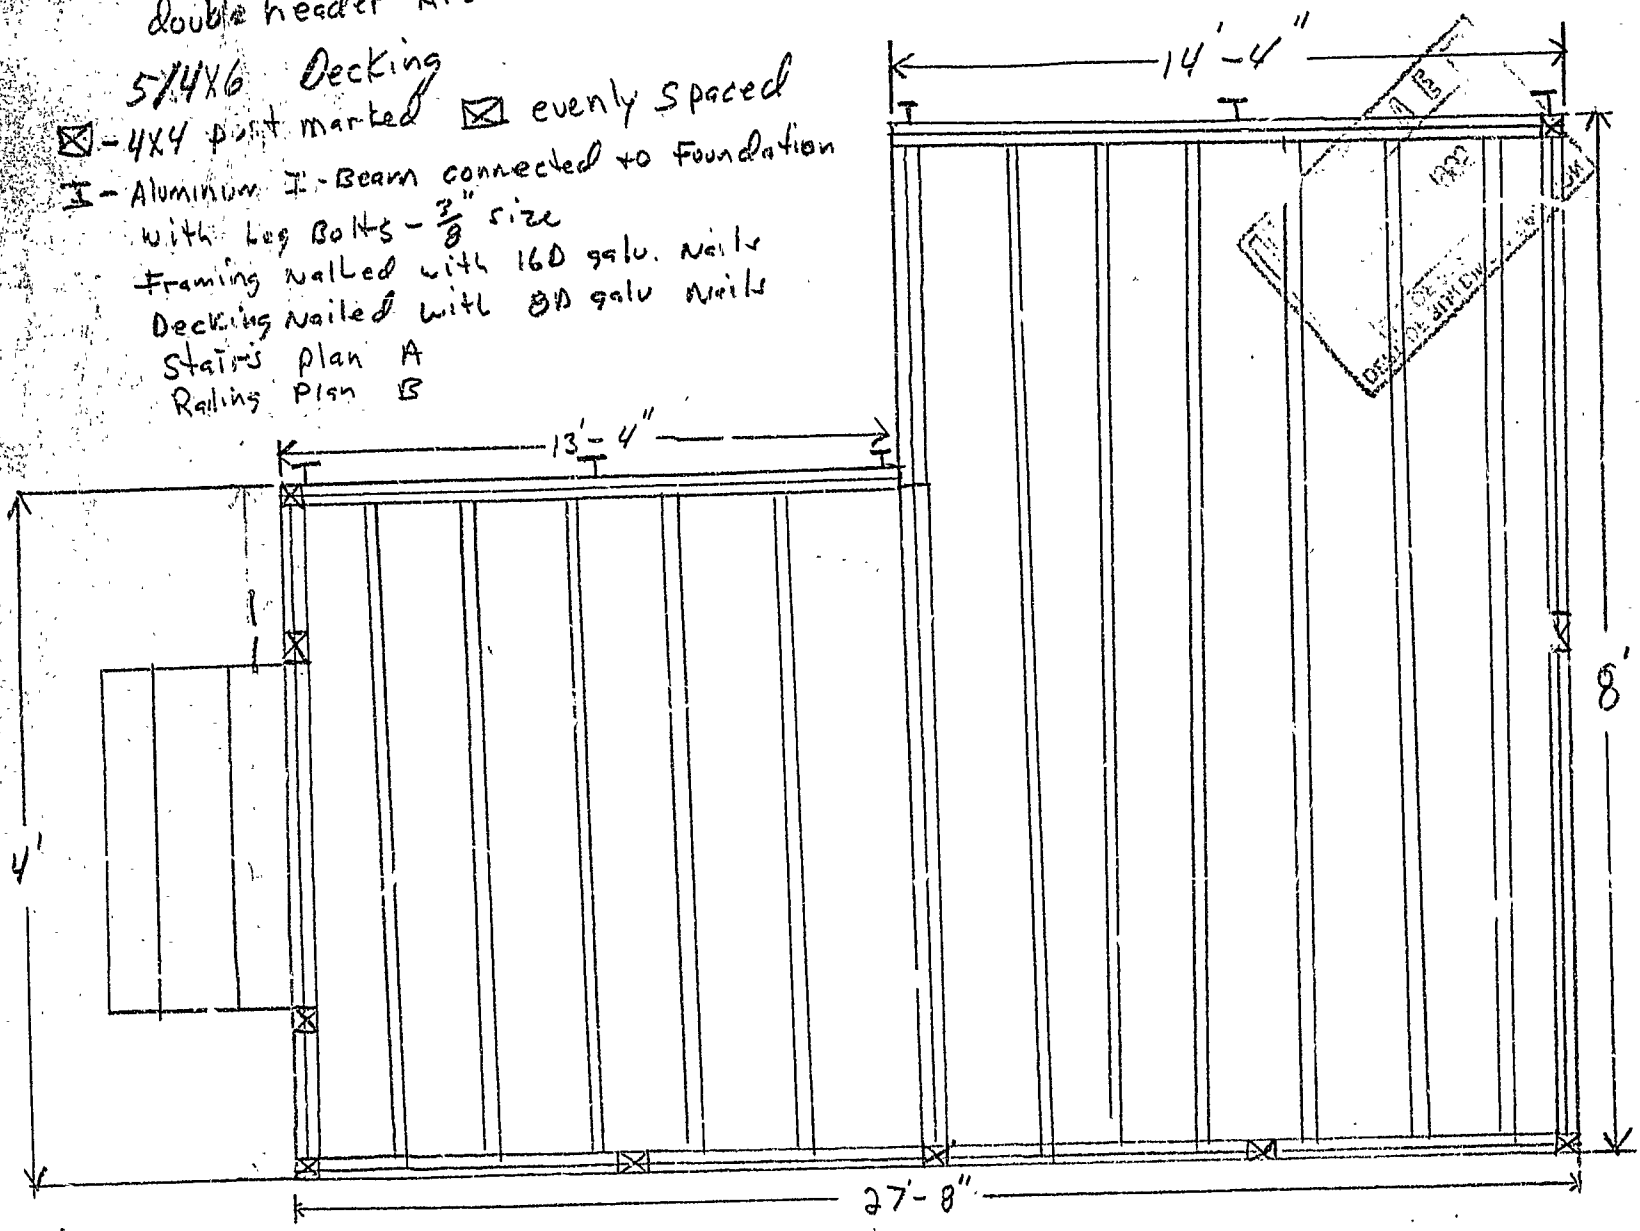 double header
5/4X6 Decking
- 4X4 post marked evenly spaced
I - Aluminum I-Beam connected to Foundation
with Leg Bolts - 3/8" size
Framing nailed with 16D galv. Nails
Decking Nailed with 8D galv Nails
Stairs plan A
Railing Plan B
14'-4"
13'-4"
8'
4'
27'-8"